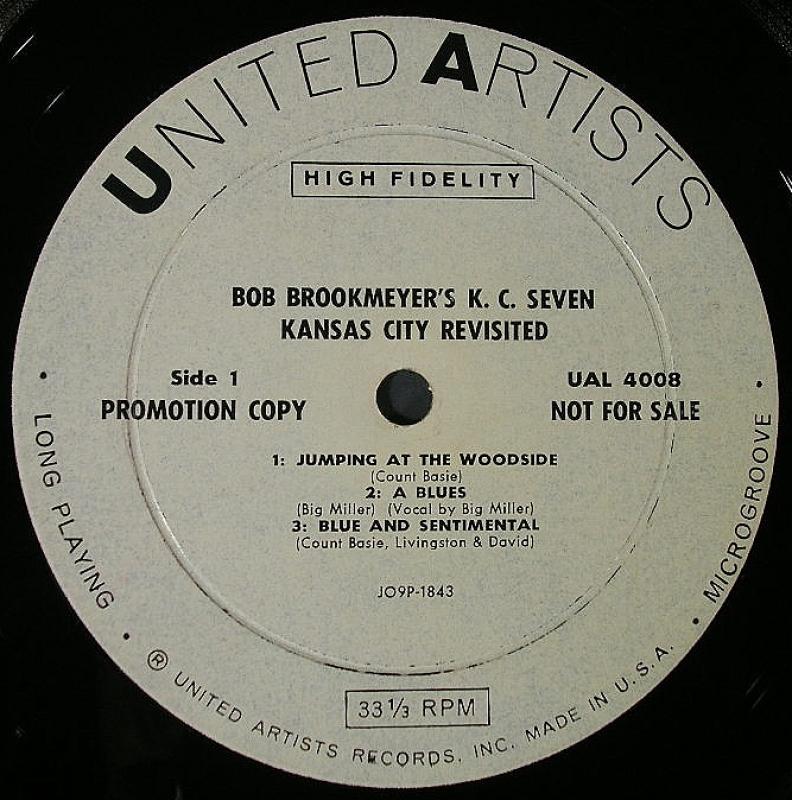 UNITED ARTISTS
HIGH FIDELITY
BOB BROOKMEYER'S K. C. SEVEN
KANSAS CITY REVISITED
Side 1
UAL 4008
PROMOTION COPY
NOT FOR SALE
1: JUMPING AT THE WOODSIDE
(Count Basie)
2: A BLUES
(Big Miller) (Vocal by Big Miller)
3: BLUE AND SENTIMENTAL
(Count Basie, Livingston & David)
JO9P-1843
33 1/3 RPM
• LONG PLAYING • ® UNITED ARTISTS RECORDS, INC. MADE IN U.S.A. • MICROGROOVE •